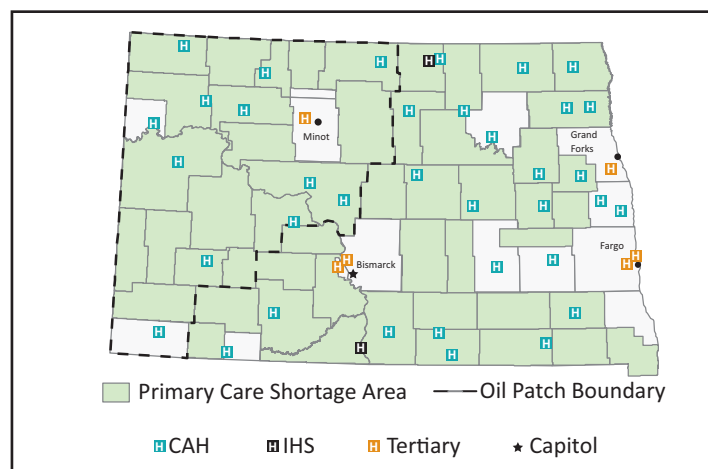 H H H H H H
H
H H H
H H H H H
H Minot Grand
Forks
H
H H H H H
H H H H H
H
H H Bismarck H H Fargo H
H H
H H
H H H H
H H H
Primary Care Shortage Area Oil Patch Boundary
H CAH H IHS H Tertiary Capitol